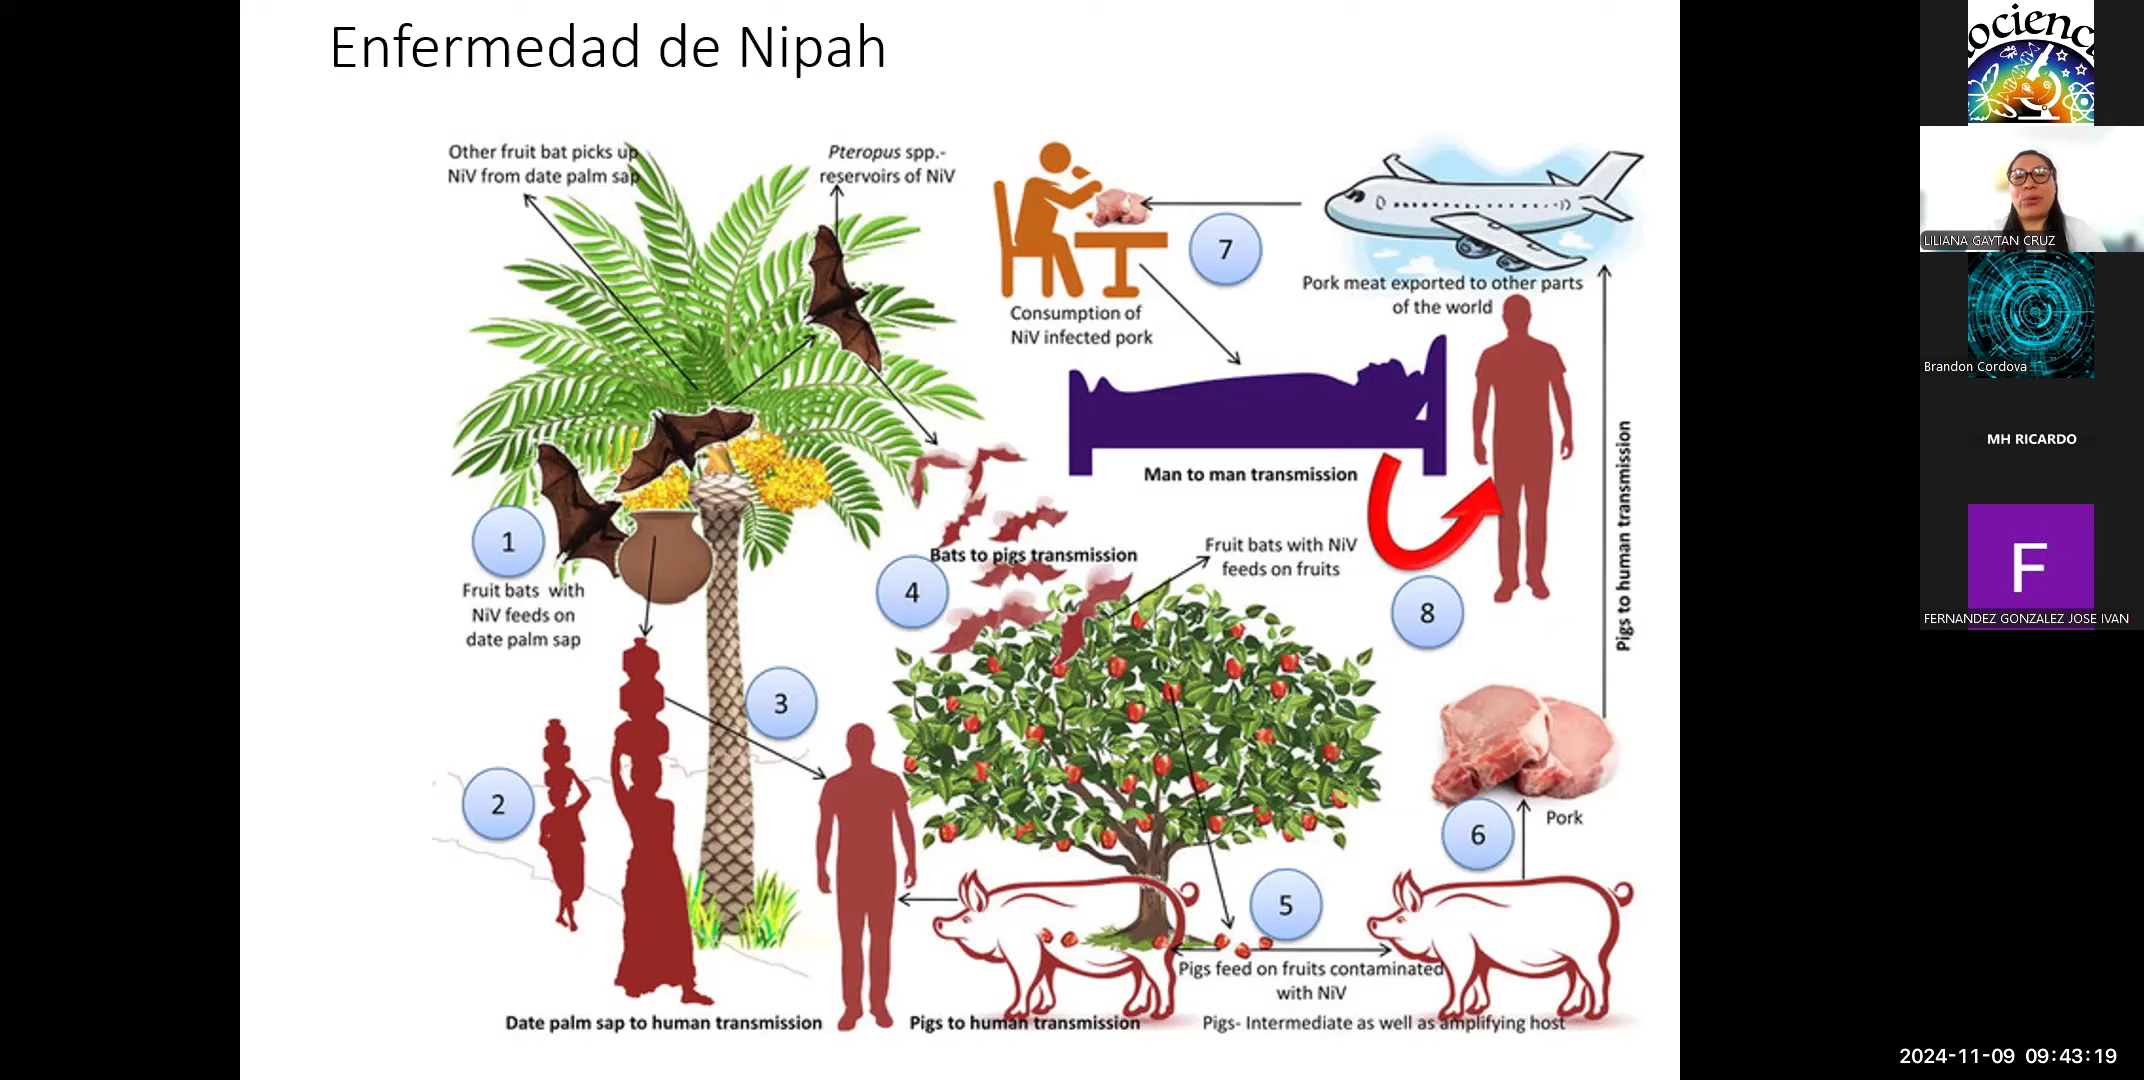 Enfermedad de Nipah
Other fruit bat picks up
NiV from date palm sap
Pteropus spp.-
reservoirs of NiV
7
Consumption of
NiV infected pork
Pork meat exported to other parts
of the world
Man to man transmission
Pigs to human transmission
1
Fruit bats with
NiV feeds on
date palm sap
Bats to pigs transmission
4
Fruit bats with NiV
feeds on fruits
8
3
2
6
Pork
5
Pigs feed on fruits contaminated
with NiV
Date palm sap to human transmission
Pigs to human transmission
Pigs- Intermediate as well as amplifying host
ocienc
LILIANA GAYTAN CRUZ
Brandon Cordova
MH RICARDO
F
FERNANDEZ GONZALEZ JOSE IVAN
2024-11-09 09:43:19